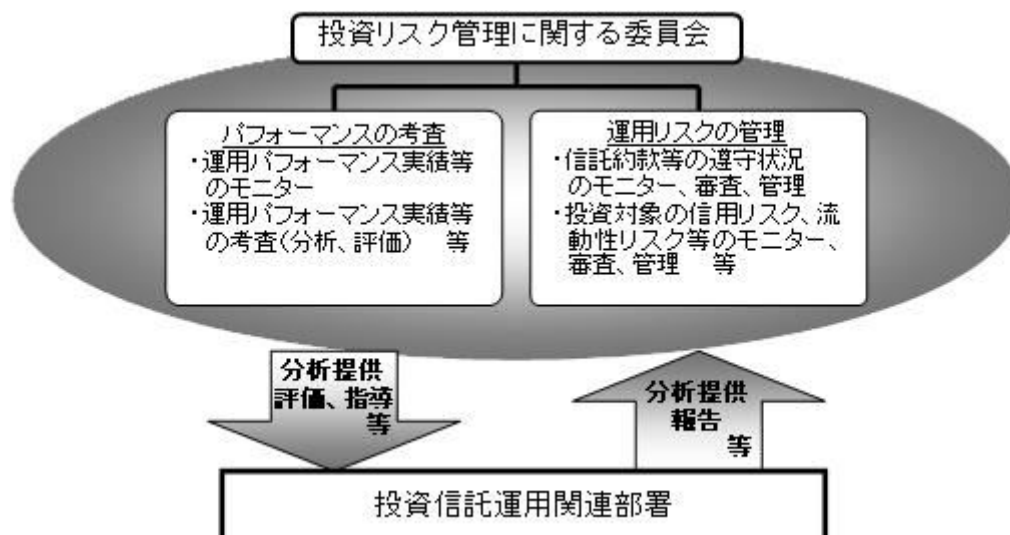 投資リスク管理に関する委員会
パフォーマンスの考査
・運用パフォーマンス実績等
のモニター
・運用パフォーマンス実績等
の考査(分析、評価)　等
運用リスクの管理
・信託約款等の遵守状況
のモニター、審査、管理
・投資対象の信用リスク、流
動性リスク等のモニター、
審査、管理　等
分析提供
評価、指導
等
分析提供
報告
等
投資信託運用関連部署